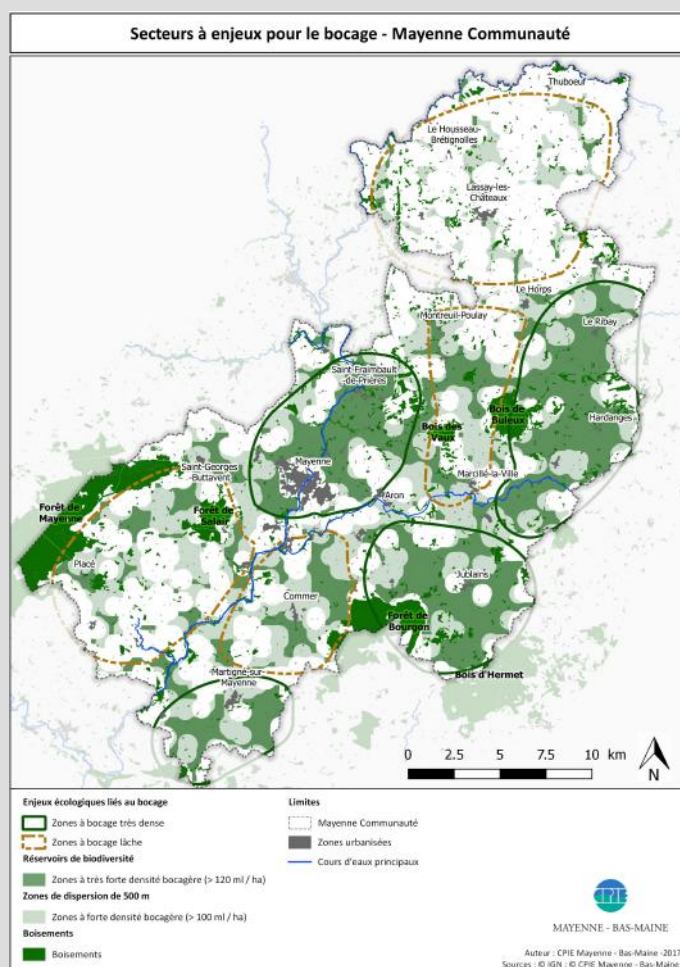 Secteurs à enjeux pour le bocage - Mayenne Communauté
Thuboeuf
Le Housseau-
Brétignolles
Lassay-les-
Châteaux
Le Horps
Montreuil-Poulay
Le Ribay
Saint-Fraimbault
-de-Prières
Bois de
Buleux
Hardanges
Bois des
Vaux
Mayenne
Marcillé-la-Ville
Saint-Georges
-Buttavent
Aron
Forêt de
Mayenne
Forêt de
Salair
Placé
Jublains
Commer
Forêt de
Bourgon
Bois d'Hermet
Martigné-sur-
Mayenne
0 2.5 5 7.5 10 km
N
Enjeux écologiques liés au bocage
Zones à bocage très dense
Zones à bocage lâche
Réservoirs de biodiversité
Zones à très forte densité bocagère (> 120 ml / ha)
Zones de dispersion de 500 m
Zones à forte densité bocagère (> 100 ml / ha)
Boisements
Boisements
Limites
Mayenne Communauté
Zones urbanisées
Cours d'eaux principaux
CPIE
MAYENNE - BAS-MAINE
Auteur : CPIE Mayenne - Bas-Maine -2017
Sources : © IGN ; © CPIE Mayenne - Bas-Maine